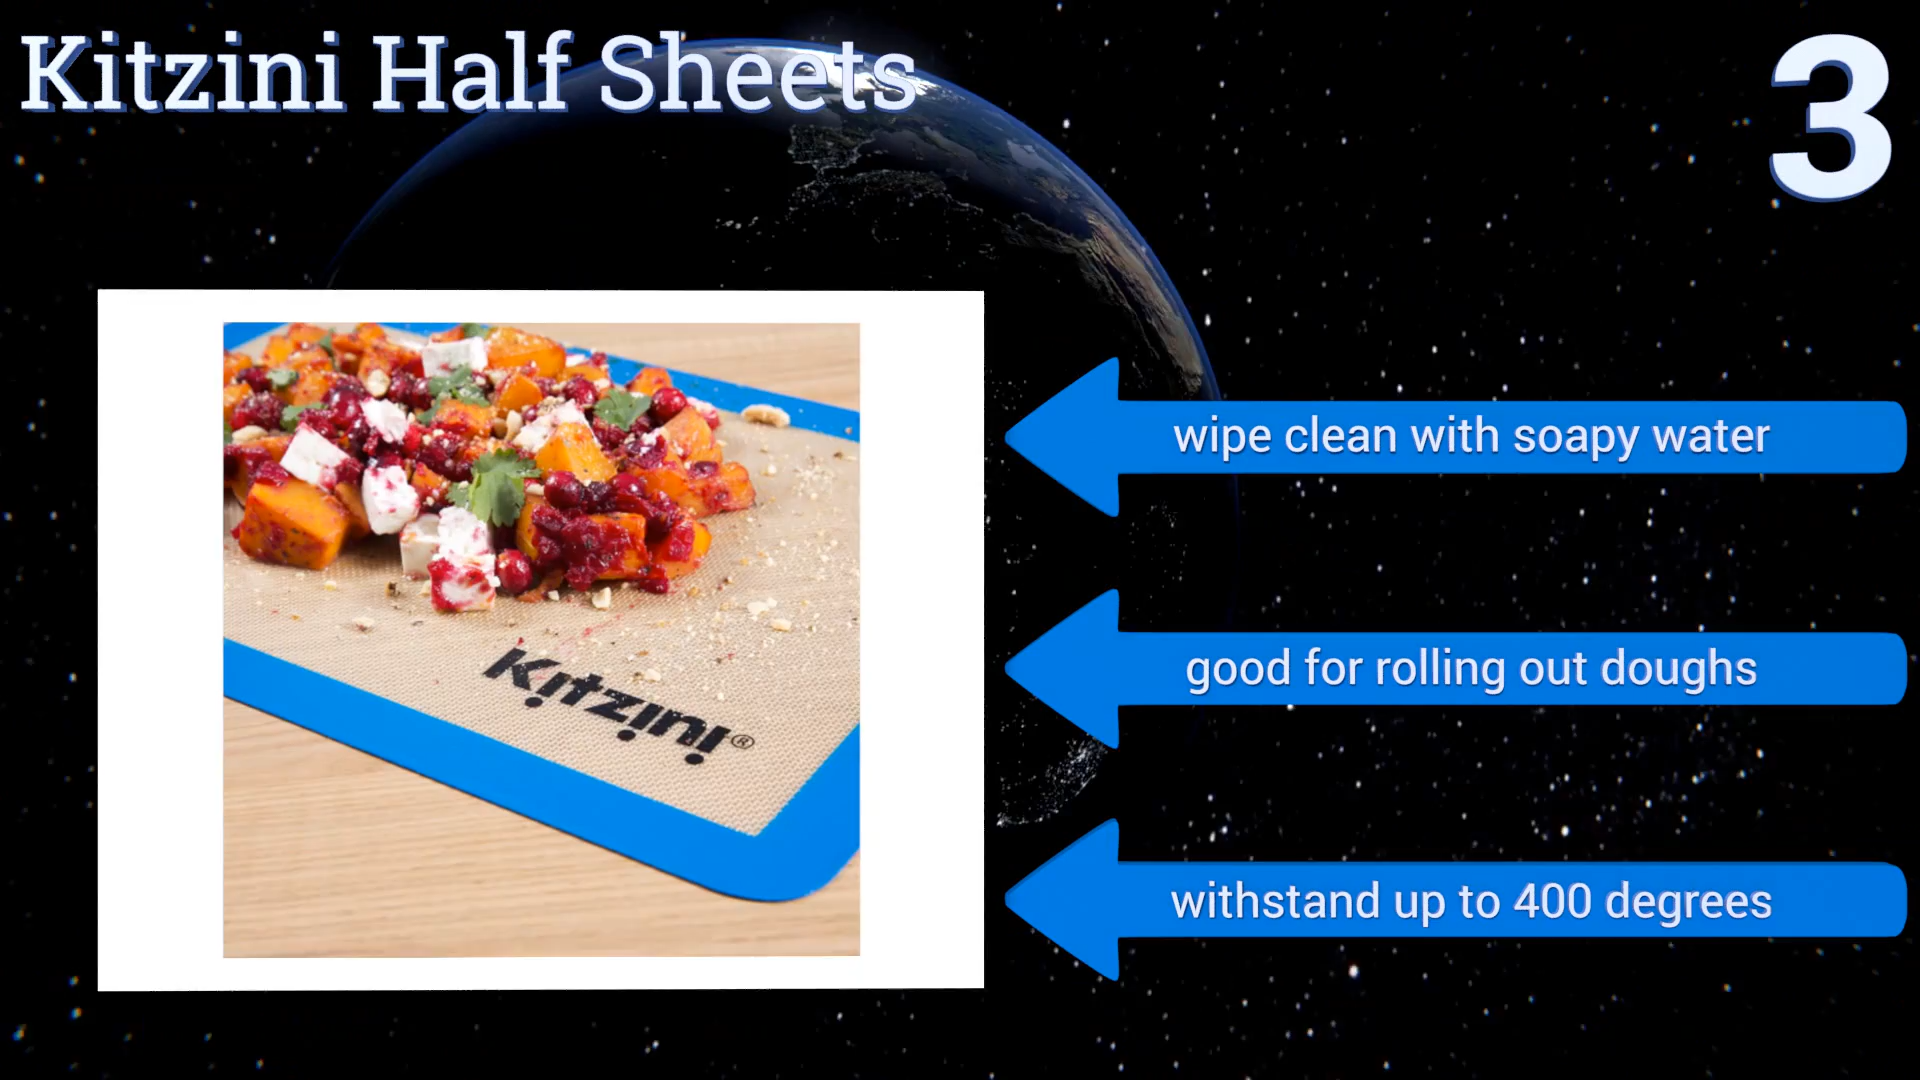 Kitzini Half Sheets
3
wipe clean with soapy water
good for rolling out doughs
Kitzini®
withstand up to 400 degrees